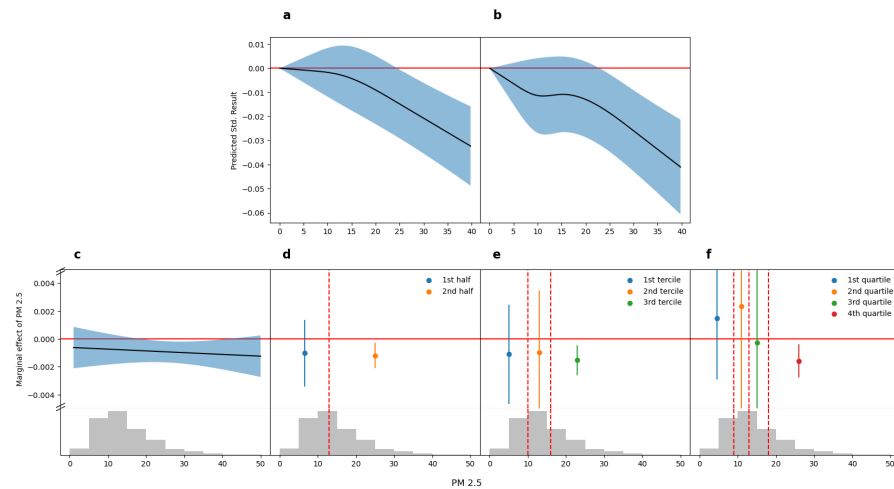 a
b
0.01
0.00
−0.01
−0.02
−0.03
−0.04
−0.05
−0.06
Predicted Std. Result
0 5 10 15 20 25 30 35 40
0 5 10 15 20 25 30 35 40
c
d
e
f
0.004
0.002
0.000
−0.002
−0.004
Marginal effect of PM 2.5
1st half
2nd half
1st tercile
2nd tercile
3rd tercile
1st quartile
2nd quartile
3rd quartile
4th quartile
0 10 20 30 40 50
0 10 20 30 40 50
0 10 20 30 40 50
0 10 20 30 40 50
PM 2.5